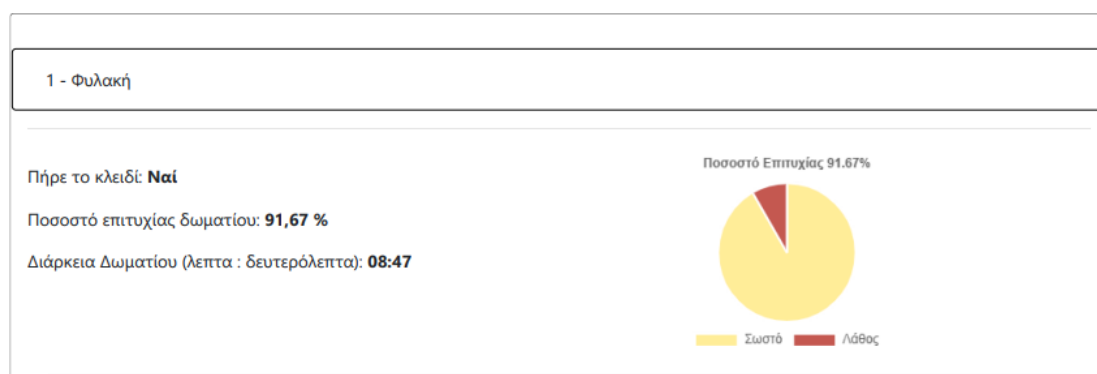 1 - Φυλακή
Πήρε το κλειδί: Ναί
Ποσοστό επιτυχίας δωματίου: 91,67 %
Διάρκεια Δωματίου (λεπτα : δευτερόλεπτα): 08:47
Ποσοστό Επιτυχίας 91.67%
Σωστό Λάθος